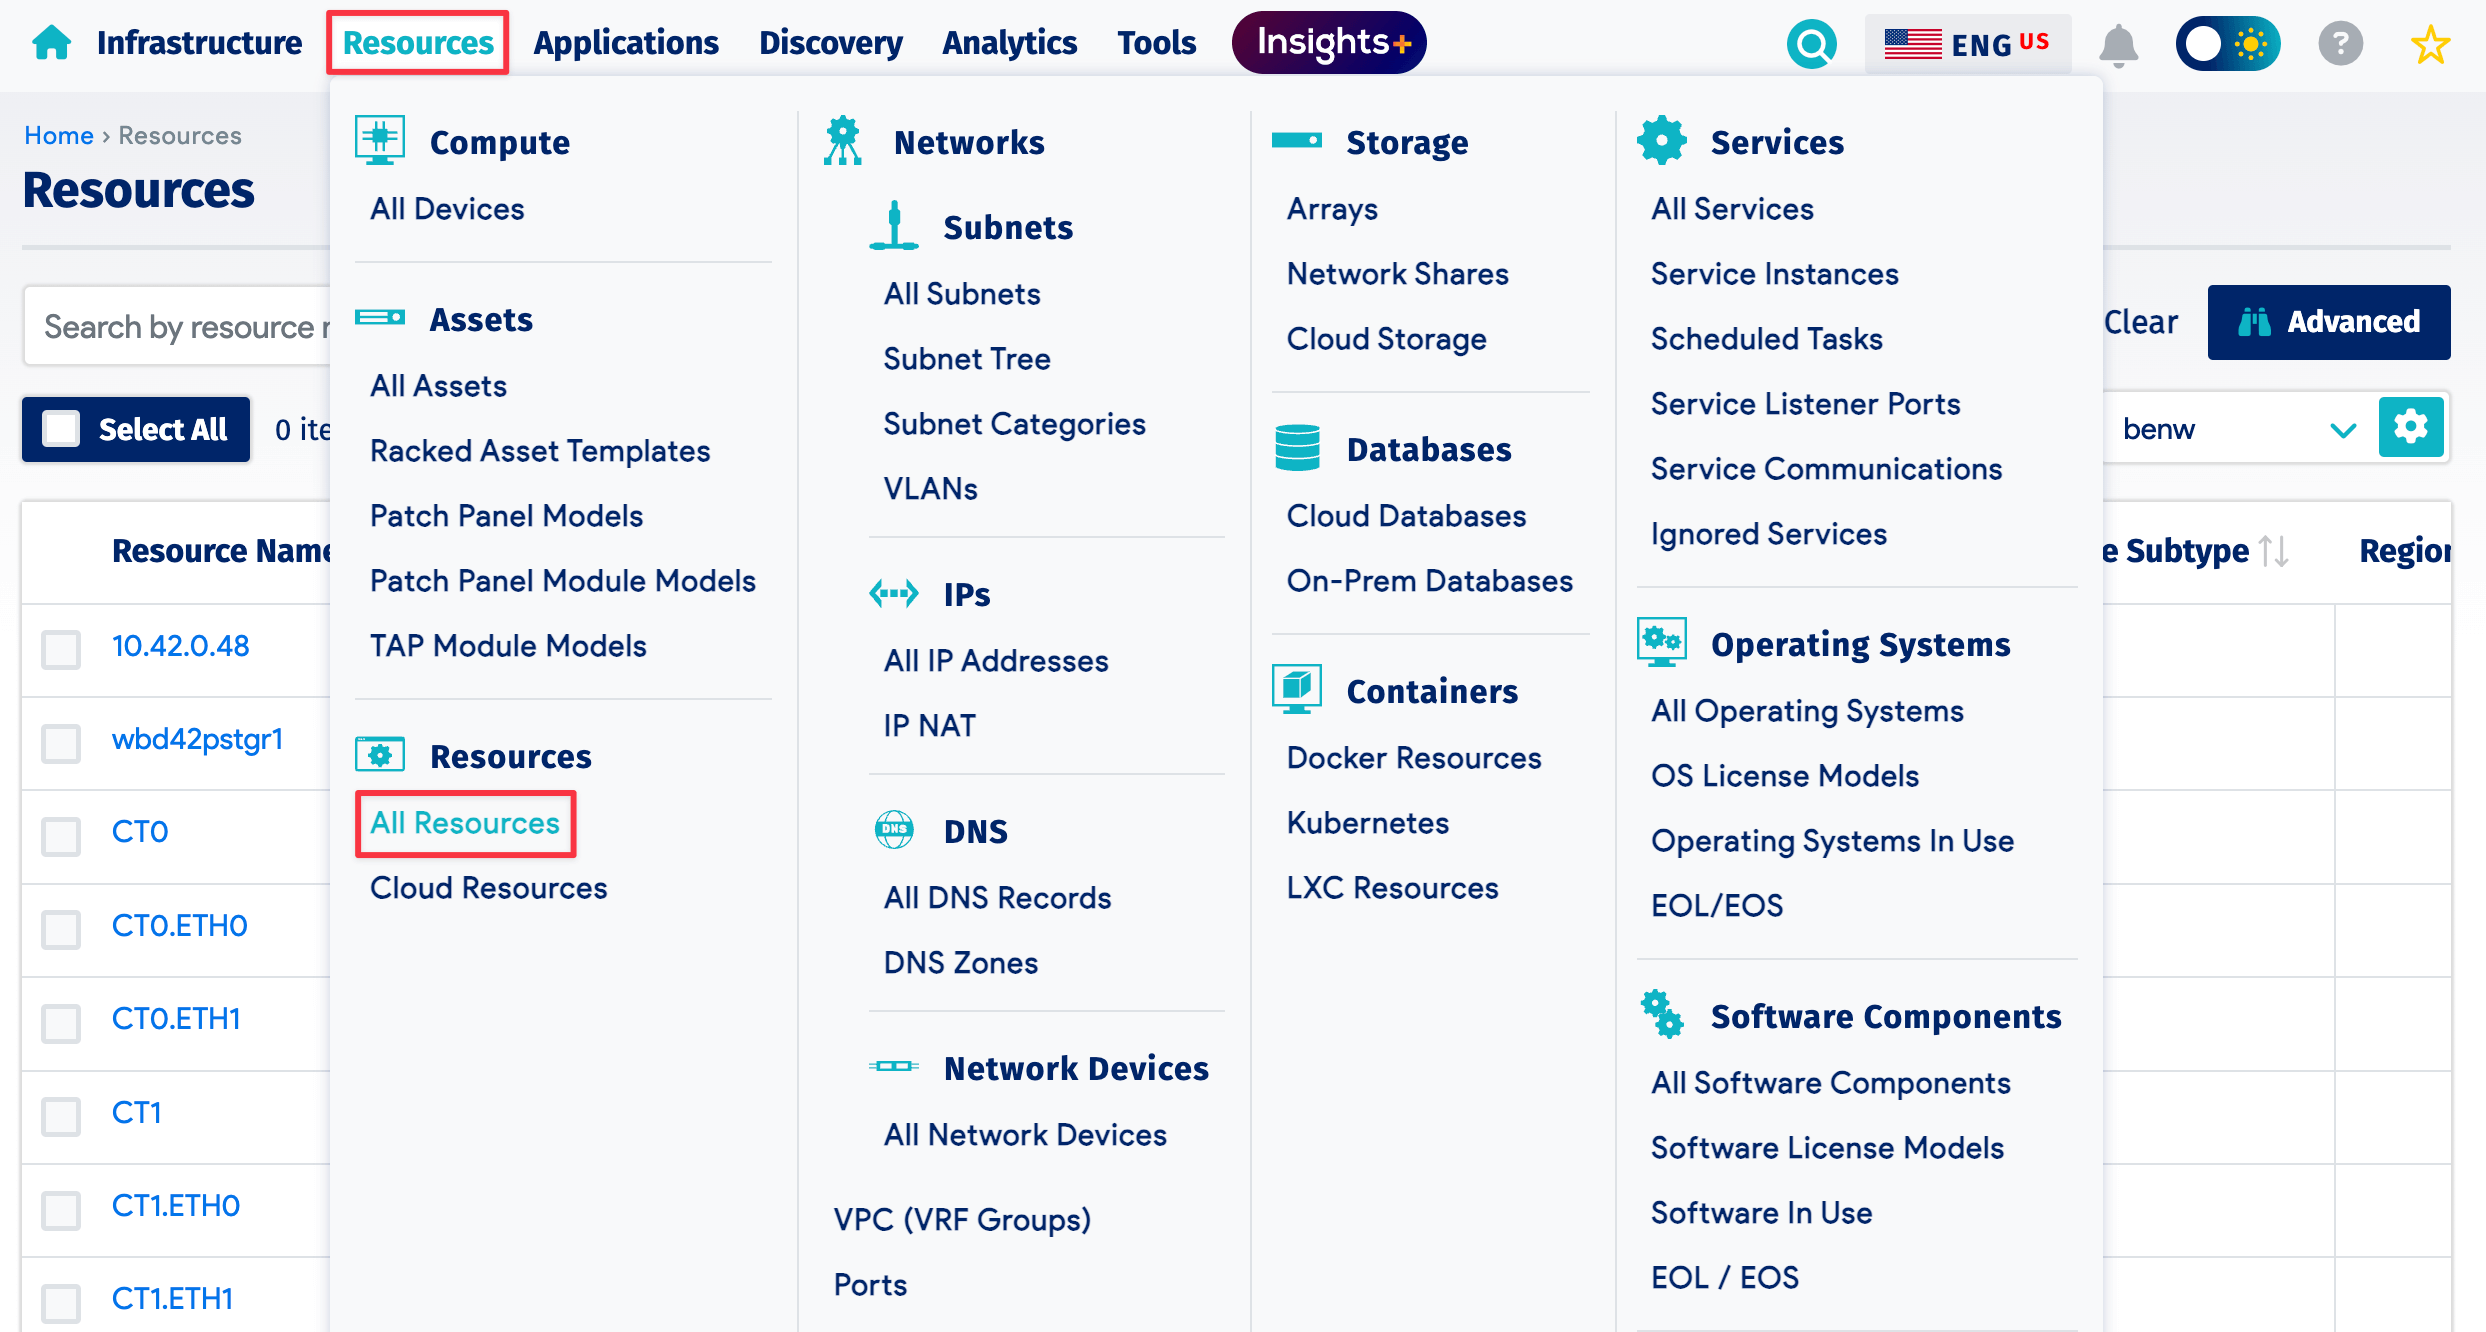 Infrastructure
Resources
Applications
Discovery
Analytics
Tools
Insights+
ENG US
?
Home › Resources
Resources
Search by resource
Clear
Advanced
Select All
0
benw
Resource Name
Subtype
10.42.0.48
wbd42pstgr1
CT0
CT0.ETH0
CT0.ETH1
CT1
CT1.ETH0
CT1.ETH1
Compute
All Devices
Assets
All Assets
Racked Asset Templates
Patch Panel Models
Patch Panel Module Models
TAP Module Models
Resources
All Resources
Cloud Resources
Networks
Subnets
All Subnets
Subnet Tree
Subnet Categories
VLANs
IPs
All IP Addresses
IP NAT
DNS
DNS
All DNS Records
DNS Zones
Network Devices
All Network Devices
VPC (VRF Groups)
Ports
Storage
Arrays
Network Shares
Cloud Storage
Databases
Cloud Databases
On-Prem Databases
Containers
Docker Resources
Kubernetes
LXC Resources
Services
All Services
Service Instances
Scheduled Tasks
Service Listener Ports
Service Communications
Ignored Services
Operating Systems
All Operating Systems
OS License Models
Operating Systems In Use
EOL/EOS
Software Components
All Software Components
Software License Models
Software In Use
EOL / EOS